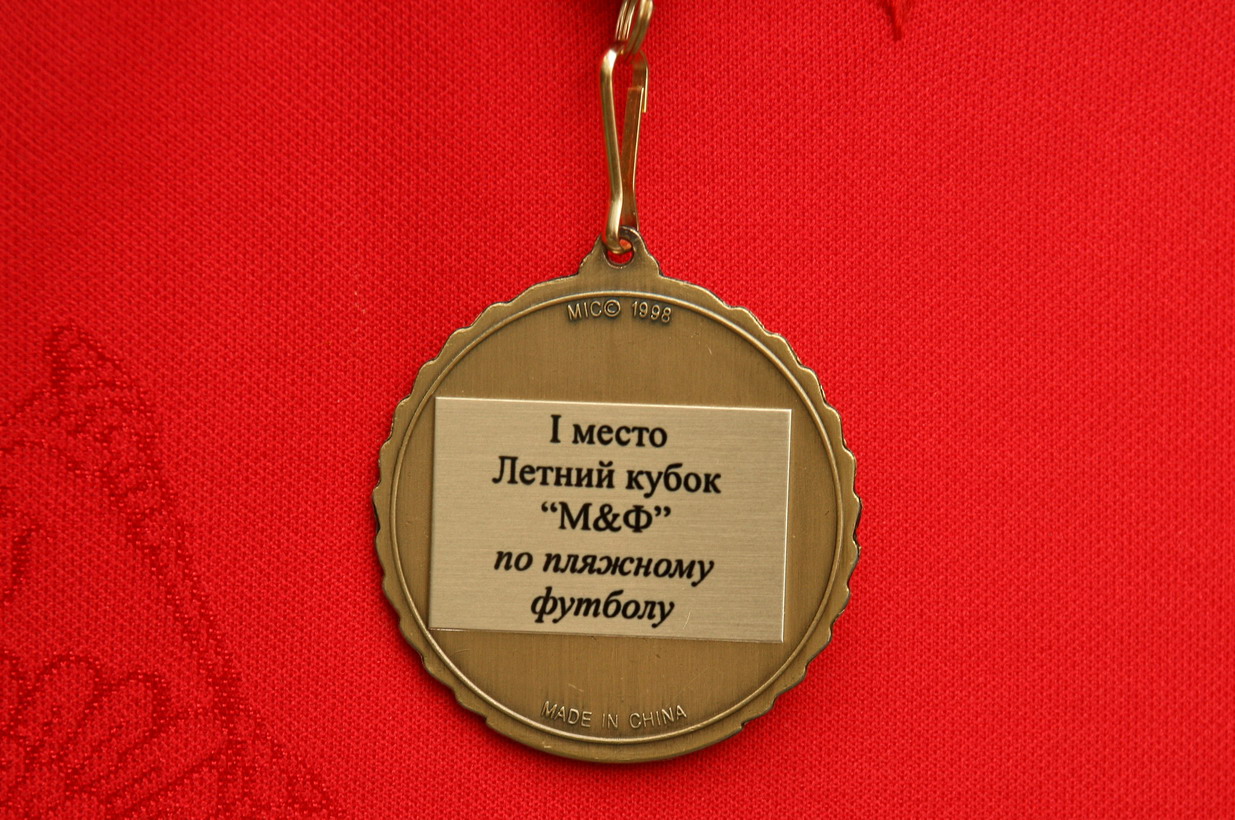 MIC© 1998
I место
Летний кубок
“М&Ф”
по пляжному
футболу
MADE IN CHINA